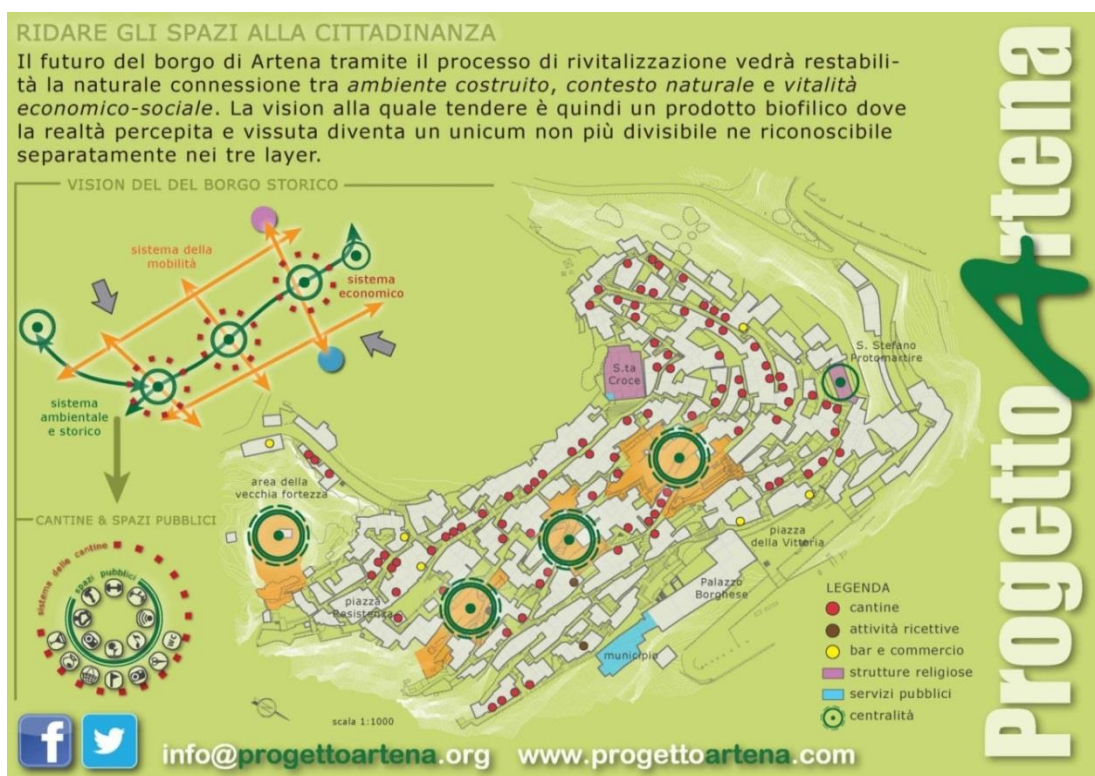 RIDARE GLI SPAZI ALLA CITTADINANZA
Il futuro del borgo di Artena tramite il processo di rivitalizzazione vedrà restabili-
tà la naturale connessione tra ambiente costruito, contesto naturale e vitalità
economico-sociale. La vision alla quale tendere è quindi un prodotto biofilico dove
la realtà percepita e vissuta diventa un unicum non più divisibile ne riconoscibile
separatamente nei tre layer.
VISION DEL DEL BORGO STORICO
sistema della
mobilità
sistema
economico
sistema
ambientale
e storico
CANTINE & SPAZI PUBBLICI
sistema delle cantine
spazi pubblici
WC
area della
vecchia fortezza
S.ta
Croce
S. Stefano
Protomartire
piazza
della Vittoria
Palazzo
Borghese
piazza
Resistenza
municipio
scala 1:1000
LEGENDA
cantine
attività ricettive
bar e commercio
strutture religiose
servizi pubblici
centralità
f
info@progettoartena.org www.progettoartena.com
Progetto Artena